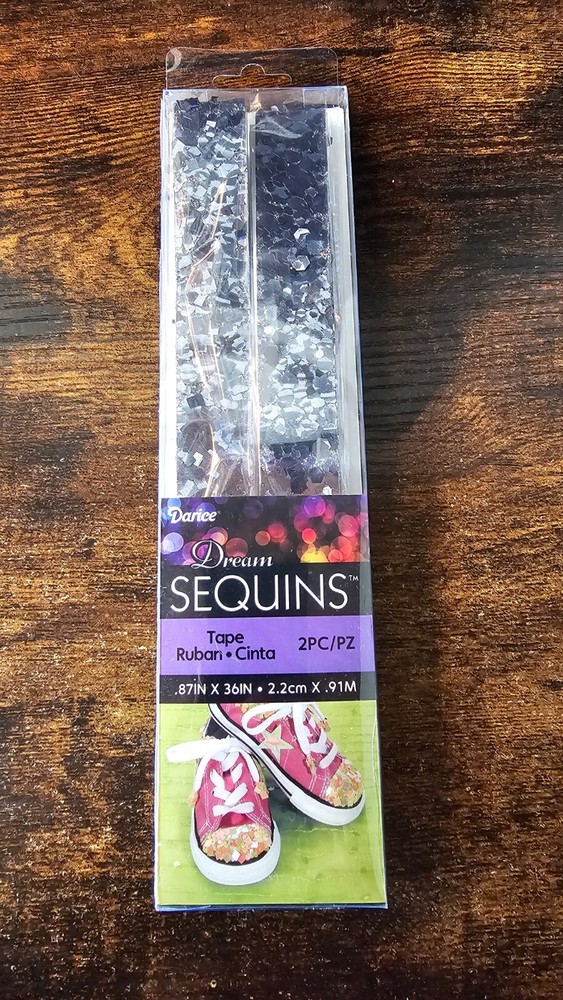 Darice
Dream
SEQUINS™
Tape
Ruban • Cinta
2PC/PZ
.87IN X 36IN • 2.2cm X .91M